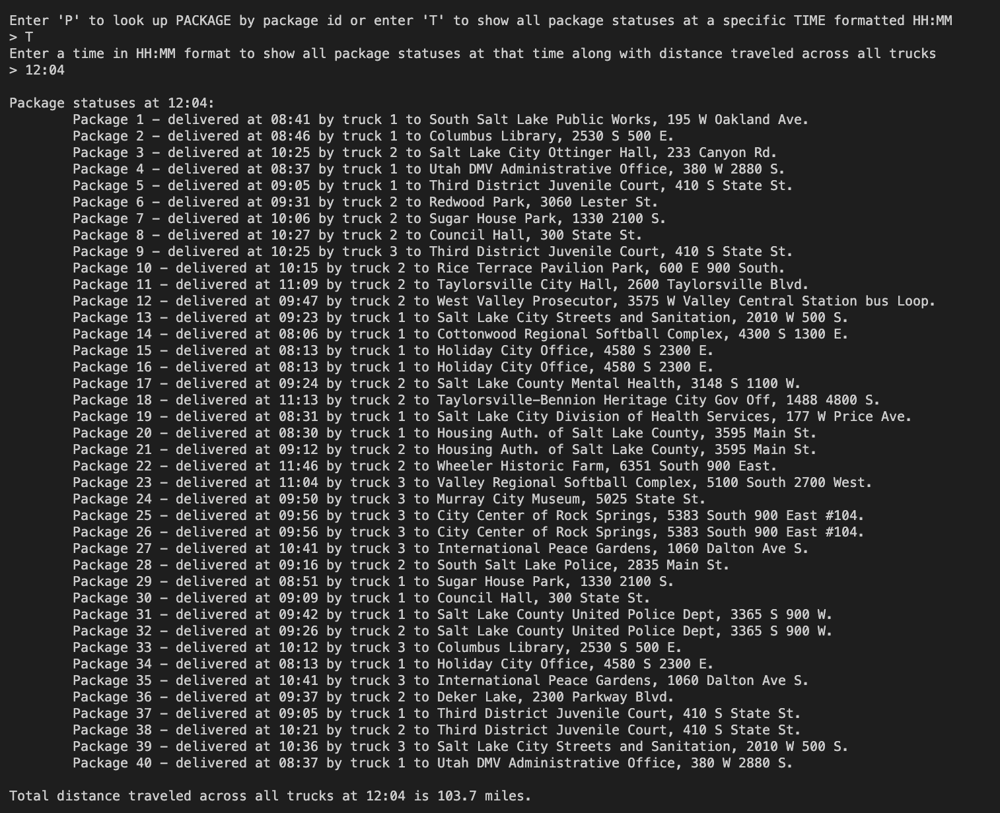 Enter 'P' to look up PACKAGE by package id or enter 'T' to show all package statuses at a specific TIME formatted HH:MM
> T
Enter a time in HH:MM format to show all package statuses at that time along with distance traveled across all trucks
> 12:04
Package statuses at 12:04:
Package 1 – delivered at 08:41 by truck 1 to South Salt Lake Public Works, 195 W Oakland Ave.
Package 2 – delivered at 08:46 by truck 1 to Columbus Library, 2530 S 500 E.
Package 3 – delivered at 10:25 by truck 2 to Salt Lake City Ottinger Hall, 233 Canyon Rd.
Package 4 – delivered at 08:37 by truck 1 to Utah DMV Administrative Office, 380 W 2880 S.
Package 5 – delivered at 09:05 by truck 1 to Third District Juvenile Court, 410 S State St.
Package 6 – delivered at 09:31 by truck 2 to Redwood Park, 3060 Lester St.
Package 7 – delivered at 10:06 by truck 2 to Sugar House Park, 1330 2100 S.
Package 8 – delivered at 10:27 by truck 2 to Council Hall, 300 State St.
Package 9 – delivered at 10:25 by truck 3 to Third District Juvenile Court, 410 S State St.
Package 10 – delivered at 10:15 by truck 2 to Rice Terrace Pavilion Park, 600 E 900 South.
Package 11 – delivered at 11:09 by truck 2 to Taylorsville City Hall, 2600 Taylorsville Blvd.
Package 12 – delivered at 09:47 by truck 2 to West Valley Prosecutor, 3575 W Valley Central Station bus Loop.
Package 13 – delivered at 09:23 by truck 1 to Salt Lake City Streets and Sanitation, 2010 W 500 S.
Package 14 – delivered at 08:06 by truck 1 to Cottonwood Regional Softball Complex, 4300 S 1300 E.
Package 15 – delivered at 08:13 by truck 1 to Holiday City Office, 4580 S 2300 E.
Package 16 – delivered at 08:13 by truck 1 to Holiday City Office, 4580 S 2300 E.
Package 17 – delivered at 09:24 by truck 2 to Salt Lake County Mental Health, 3148 S 1100 W.
Package 18 – delivered at 11:13 by truck 2 to Taylorsville–Bennion Heritage City Gov Off, 1488 4800 S.
Package 19 – delivered at 08:31 by truck 1 to Salt Lake City Division of Health Services, 177 W Price Ave.
Package 20 – delivered at 08:30 by truck 1 to Housing Auth. of Salt Lake County, 3595 Main St.
Package 21 – delivered at 09:12 by truck 2 to Housing Auth. of Salt Lake County, 3595 Main St.
Package 22 – delivered at 11:46 by truck 2 to Wheeler Historic Farm, 6351 South 900 East.
Package 23 – delivered at 11:04 by truck 3 to Valley Regional Softball Complex, 5100 South 2700 West.
Package 24 – delivered at 09:50 by truck 3 to Murray City Museum, 5025 State St.
Package 25 – delivered at 09:56 by truck 3 to City Center of Rock Springs, 5383 South 900 East #104.
Package 26 – delivered at 09:56 by truck 3 to City Center of Rock Springs, 5383 South 900 East #104.
Package 27 – delivered at 10:41 by truck 3 to International Peace Gardens, 1060 Dalton Ave S.
Package 28 – delivered at 09:16 by truck 2 to South Salt Lake Police, 2835 Main St.
Package 29 – delivered at 08:51 by truck 1 to Sugar House Park, 1330 2100 S.
Package 30 – delivered at 09:09 by truck 1 to Council Hall, 300 State St.
Package 31 – delivered at 09:42 by truck 1 to Salt Lake County United Police Dept, 3365 S 900 W.
Package 32 – delivered at 09:26 by truck 2 to Salt Lake County United Police Dept, 3365 S 900 W.
Package 33 – delivered at 10:12 by truck 3 to Columbus Library, 2530 S 500 E.
Package 34 – delivered at 08:13 by truck 1 to Holiday City Office, 4580 S 2300 E.
Package 35 – delivered at 10:41 by truck 3 to International Peace Gardens, 1060 Dalton Ave S.
Package 36 – delivered at 09:37 by truck 2 to Deker Lake, 2300 Parkway Blvd.
Package 37 – delivered at 09:05 by truck 1 to Third District Juvenile Court, 410 S State St.
Package 38 – delivered at 10:21 by truck 2 to Third District Juvenile Court, 410 S State St.
Package 39 – delivered at 10:36 by truck 3 to Salt Lake City Streets and Sanitation, 2010 W 500 S.
Package 40 – delivered at 08:37 by truck 1 to Utah DMV Administrative Office, 380 W 2880 S.
Total distance traveled across all trucks at 12:04 is 103.7 miles.